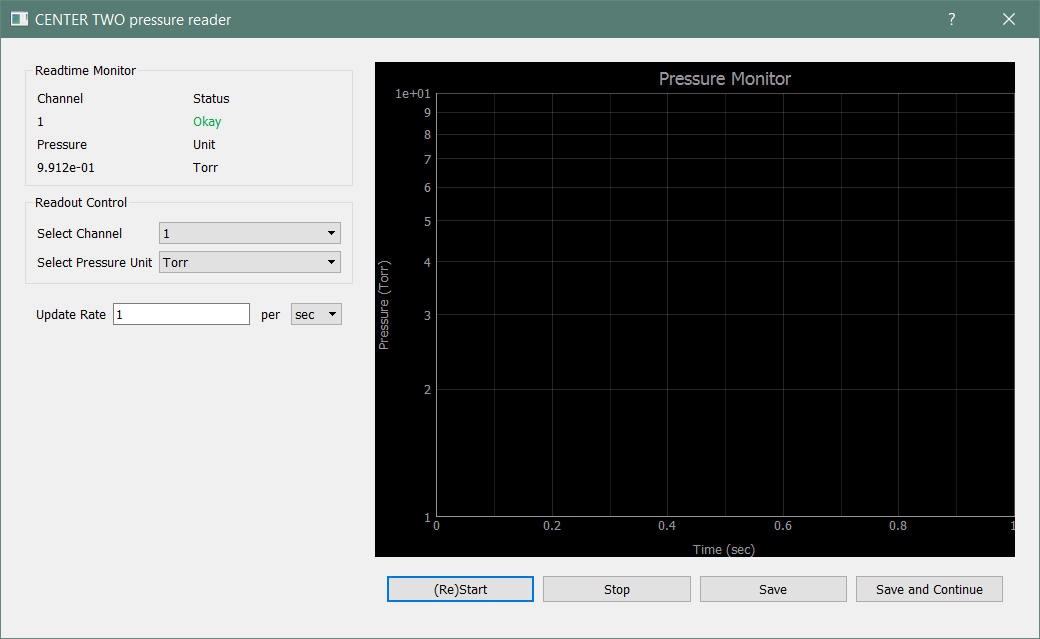 CENTER TWO pressure reader
?
Readtime Monitor
Channel Status
1 Okay
Pressure Unit
9.912e-01 Torr
Readout Control
Select Channel 1
Select Pressure Unit Torr
Update Rate 1 per sec
Pressure Monitor
1e+01
9
8
7
6
5
4
3
2
1
Pressure (Torr)
0 0.2 0.4 0.6 0.8 1
Time (sec)
(Re)Start Stop Save Save and Continue